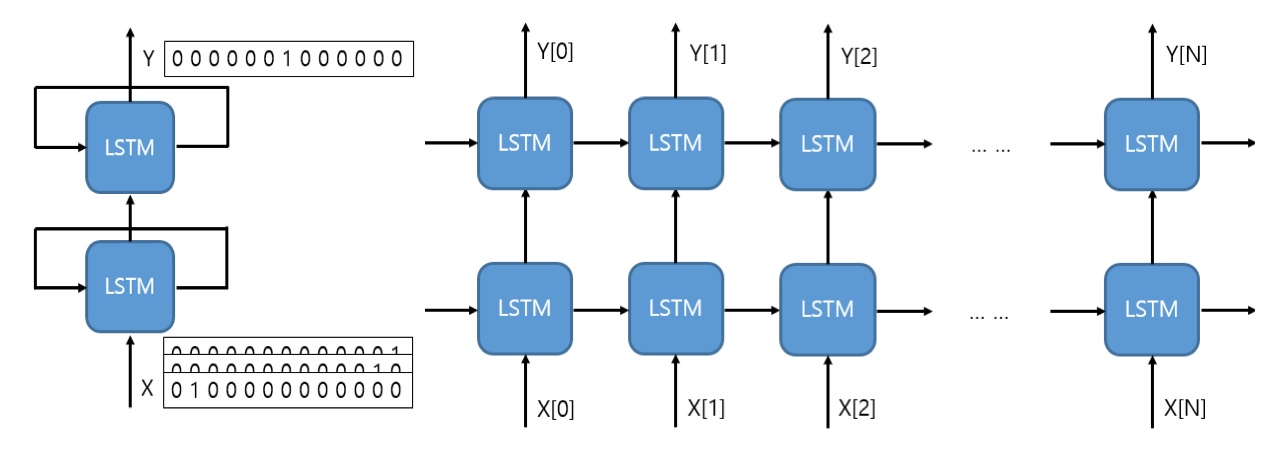 Y 0 0 0 0 0 0 1 0 0 0 0 0 0
LSTM
LSTM
0 0 0 0 0 0 0 0 0 0 0 0 1
0 0 0 0 0 0 0 0 0 0 0 1 0
X 0 1 0 0 0 0 0 0 0 0 0 0 0
Y[0] Y[1] Y[2] Y[N]
LSTM LSTM LSTM ... ... LSTM
LSTM LSTM LSTM ... ... LSTM
X[0] X[1] X[2] X[N]